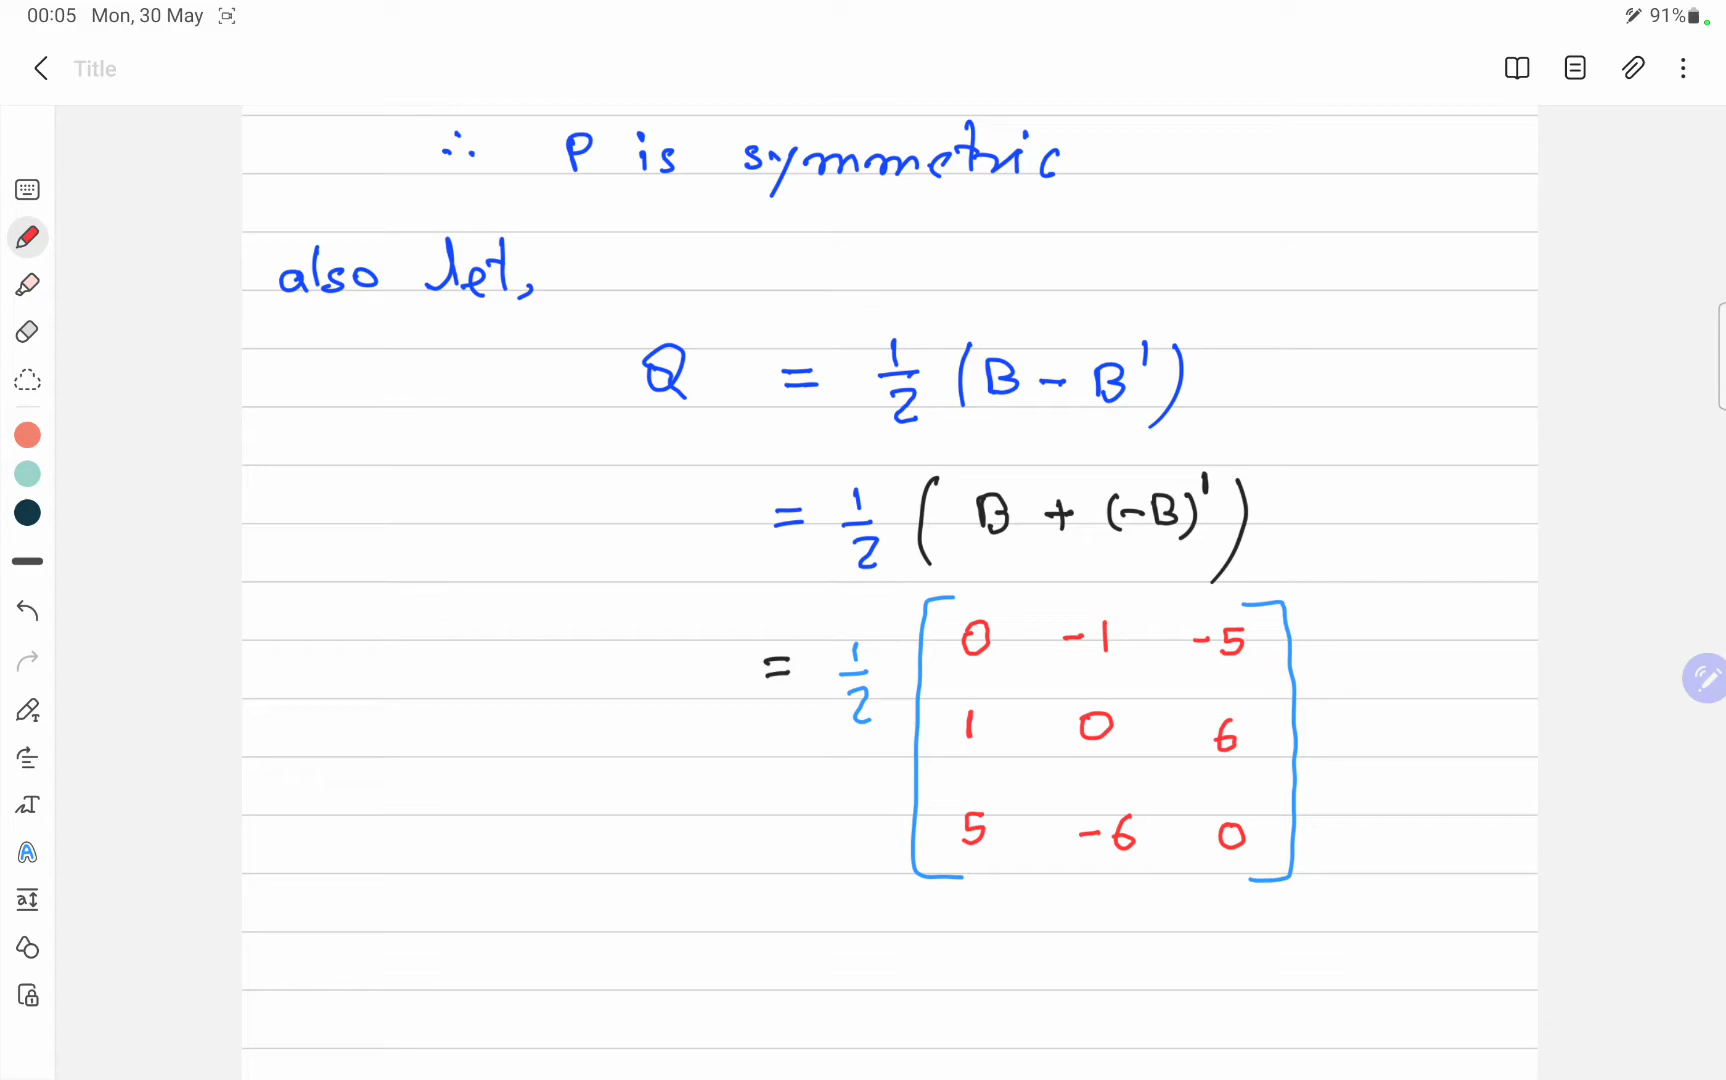 00:05 Mon, 30 May 91%
Title
∴ P is symmetric
also let,
Q = 1/2 (B - B')
= 1/2 (B + (-B)')
= 1/2 [0 -1 -5
1 0 6
5 -6 0]